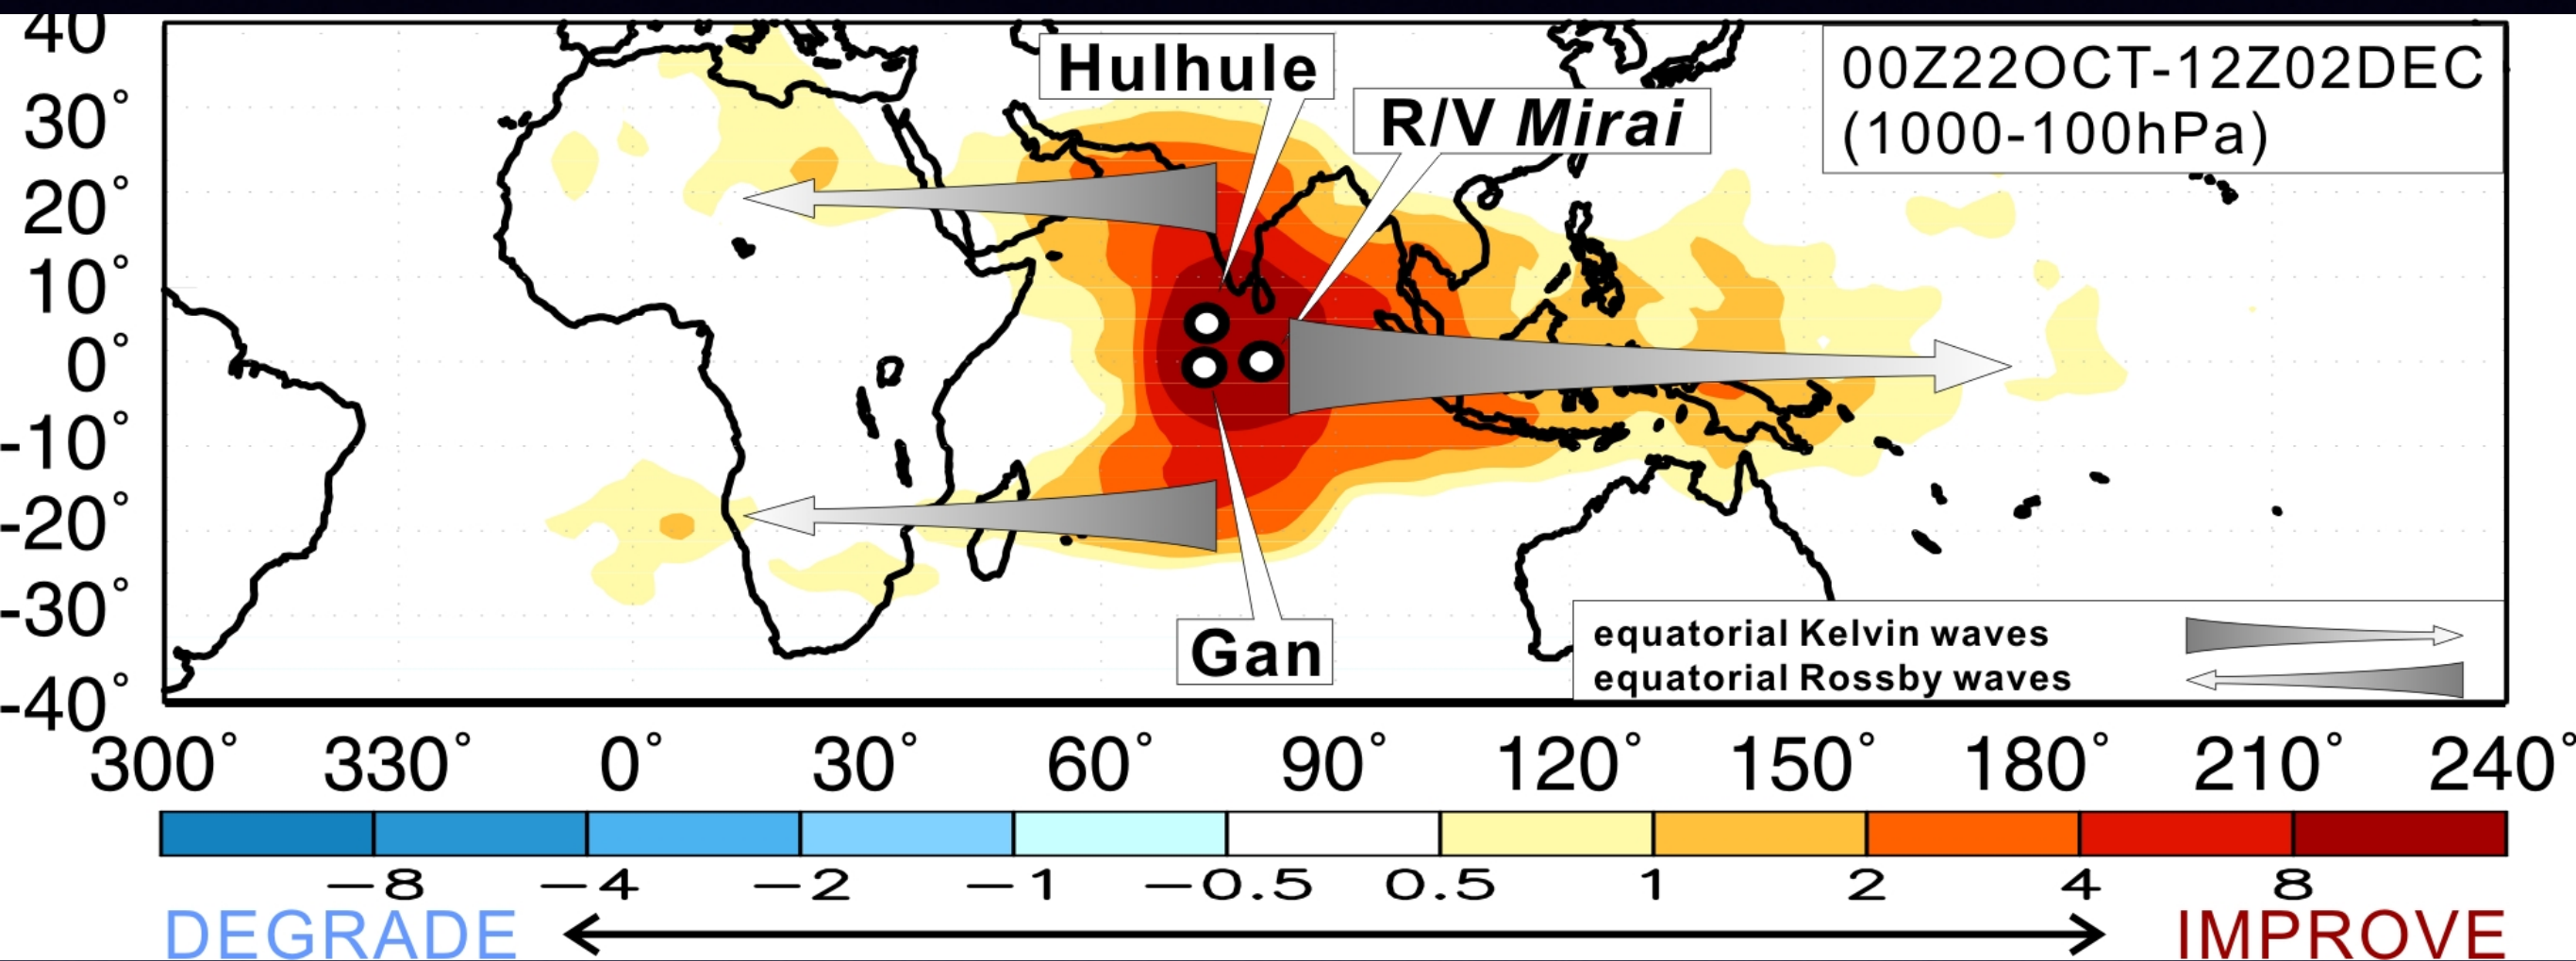 40
30°
20°
10°
0°
-10°
-20°
-30°
-40°
Hulhule
R/V Mirai
00Z22OCT-12Z02DEC
(1000-100hPa)
Gan
equatorial Kelvin waves
equatorial Rossby waves
300° 330° 0° 30° 60° 90° 120° 150° 180° 210° 240°
−8 −4 −2 −1 −0.5 0.5 1 2 4 8
DEGRADE IMPROVE